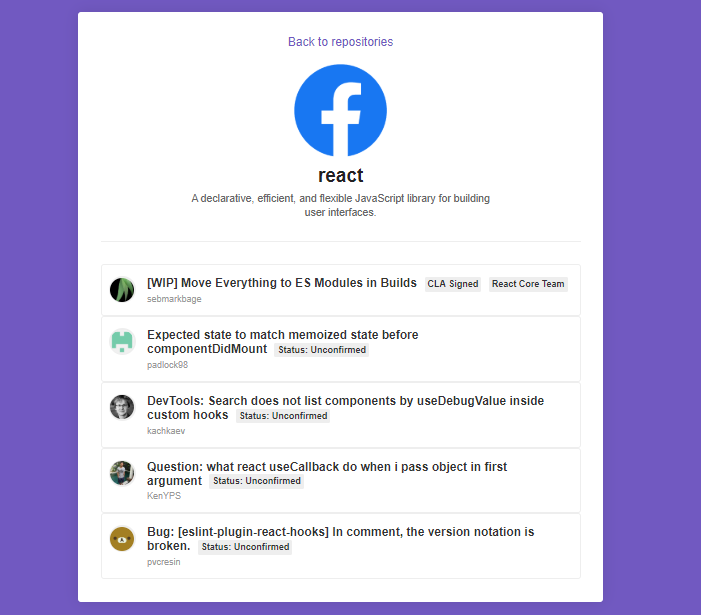 Back to repositories
react
A declarative, efficient, and flexible JavaScript library for building
user interfaces.
[WIP] Move Everything to ES Modules in Builds CLA Signed React Core Team
sebmarkbage
Expected state to match memoized state before
componentDidMount Status: Unconfirmed
padlock98
DevTools: Search does not list components by useDebugValue inside
custom hooks Status: Unconfirmed
kachkaev
Question: what react useCallback do when i pass object in first
argument Status: Unconfirmed
KenYPS
Bug: [eslint-plugin-react-hooks] In comment, the version notation is
broken. Status: Unconfirmed
pvcresin